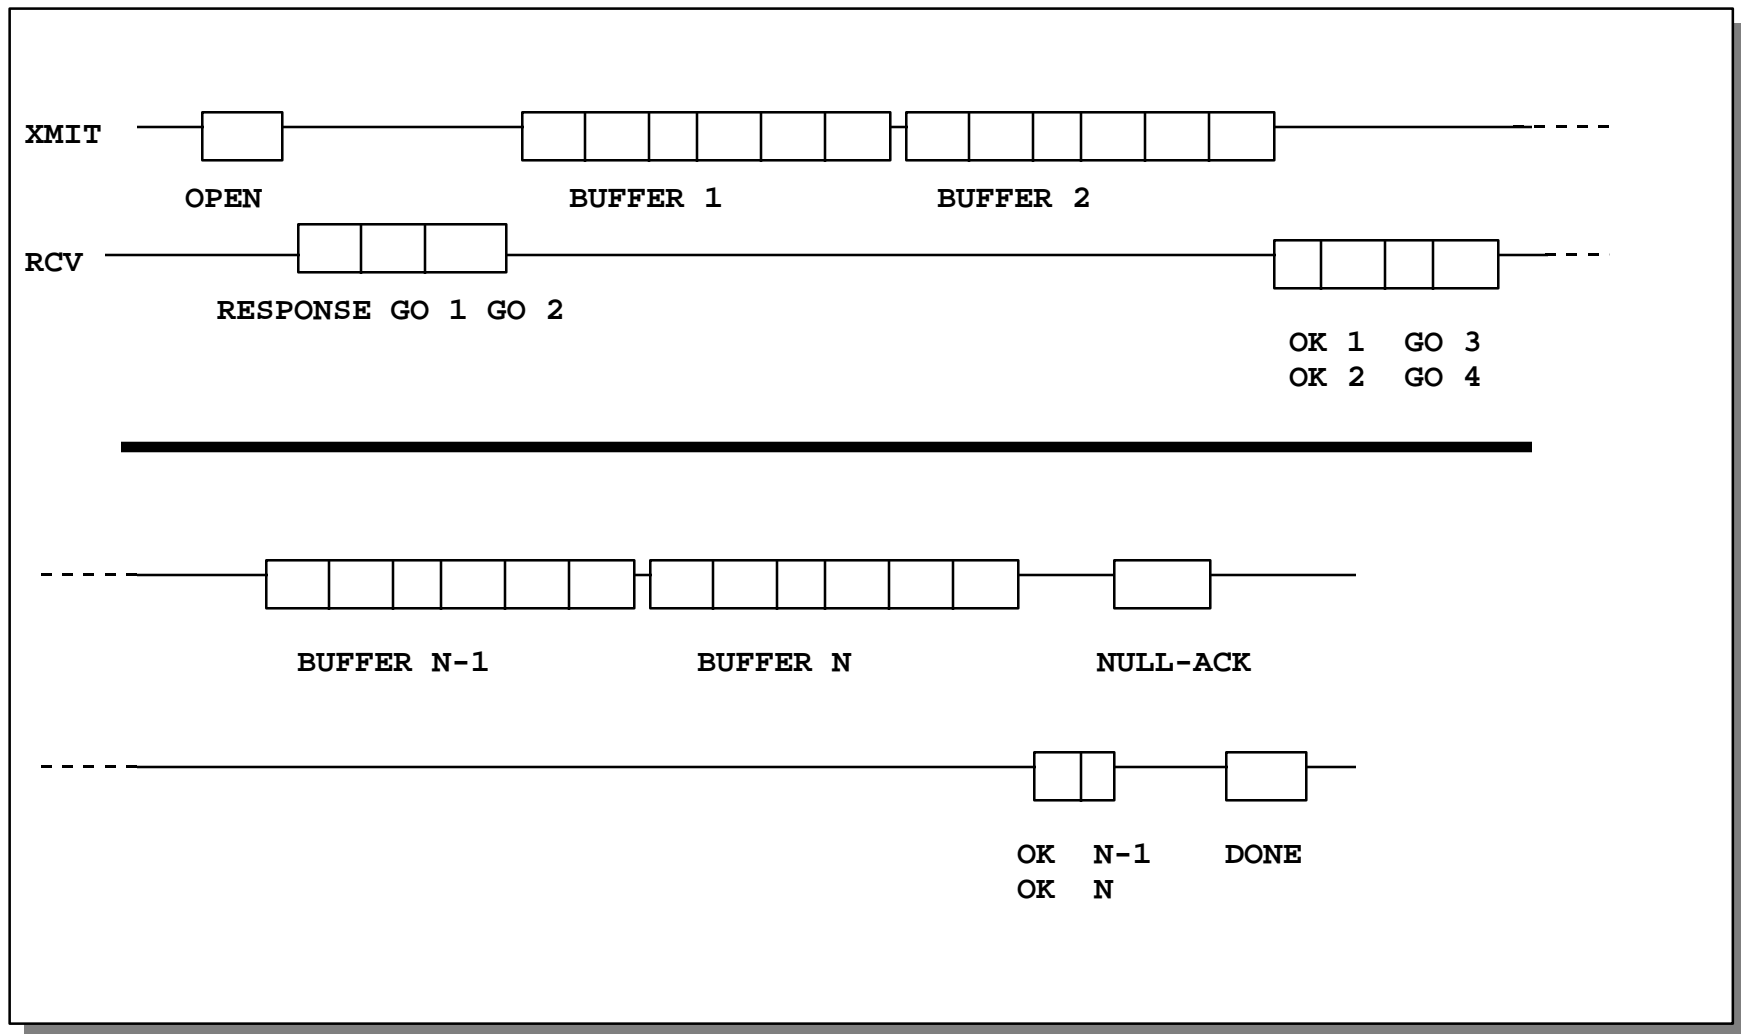 XMIT
OPEN BUFFER 1 BUFFER 2
RCV
RESPONSE GO 1 GO 2
OK 1 GO 3
OK 2 GO 4
BUFFER N-1 BUFFER N NULL-ACK
OK N-1 DONE
OK N